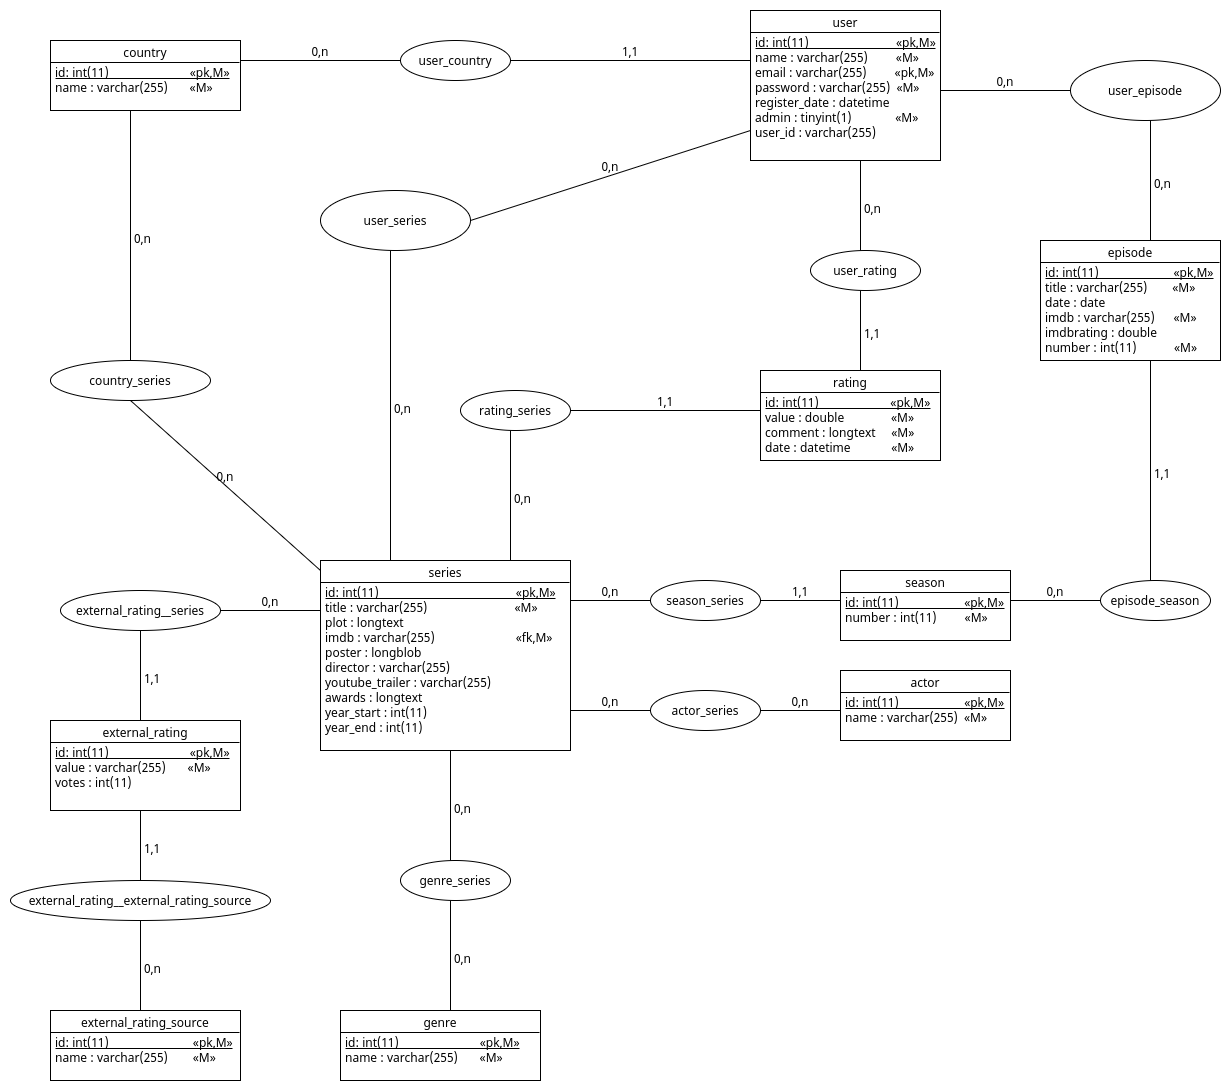 user
id: int(11) «pk,M»
name : varchar(255) «M»
email : varchar(255) «pk,M»
password : varchar(255) «M»
register_date : datetime
admin : tinyint(1) «M»
user_id : varchar(255)
country
id: int(11) «pk,M»
name : varchar(255) «M»
0,n
user_country
1,1
0,n
user_episode
0,n
user_series
0,n
0,n
0,n
user_rating
1,1
episode
id: int(11) «pk,M»
title : varchar(255) «M»
date : date
imdb : varchar(255) «M»
imdbrating : double
number : int(11) «M»
country_series
0,n
0,n
rating_series
1,1
0,n
rating
id: int(11) «pk,M»
value : double «M»
comment : longtext «M»
date : datetime «M»
1,1
series
id: int(11) «pk,M»
title : varchar(255) «M»
plot : longtext
imdb : varchar(255) «fk,M»
poster : longblob
director : varchar(255)
youtube_trailer : varchar(255)
awards : longtext
year_start : int(11)
year_end : int(11)
external_rating__series
0,n
0,n
season_series
1,1
season
id: int(11) «pk,M»
number : int(11) «M»
0,n
episode_season
1,1
0,n
actor_series
0,n
actor
id: int(11) «pk,M»
name : varchar(255) «M»
external_rating
id: int(11) «pk,M»
value : varchar(255) «M»
votes : int(11)
0,n
1,1
genre_series
external_rating__external_rating_source
0,n
0,n
external_rating_source
id: int(11) «pk,M»
name : varchar(255) «M»
genre
id: int(11) «pk,M»
name : varchar(255) «M»